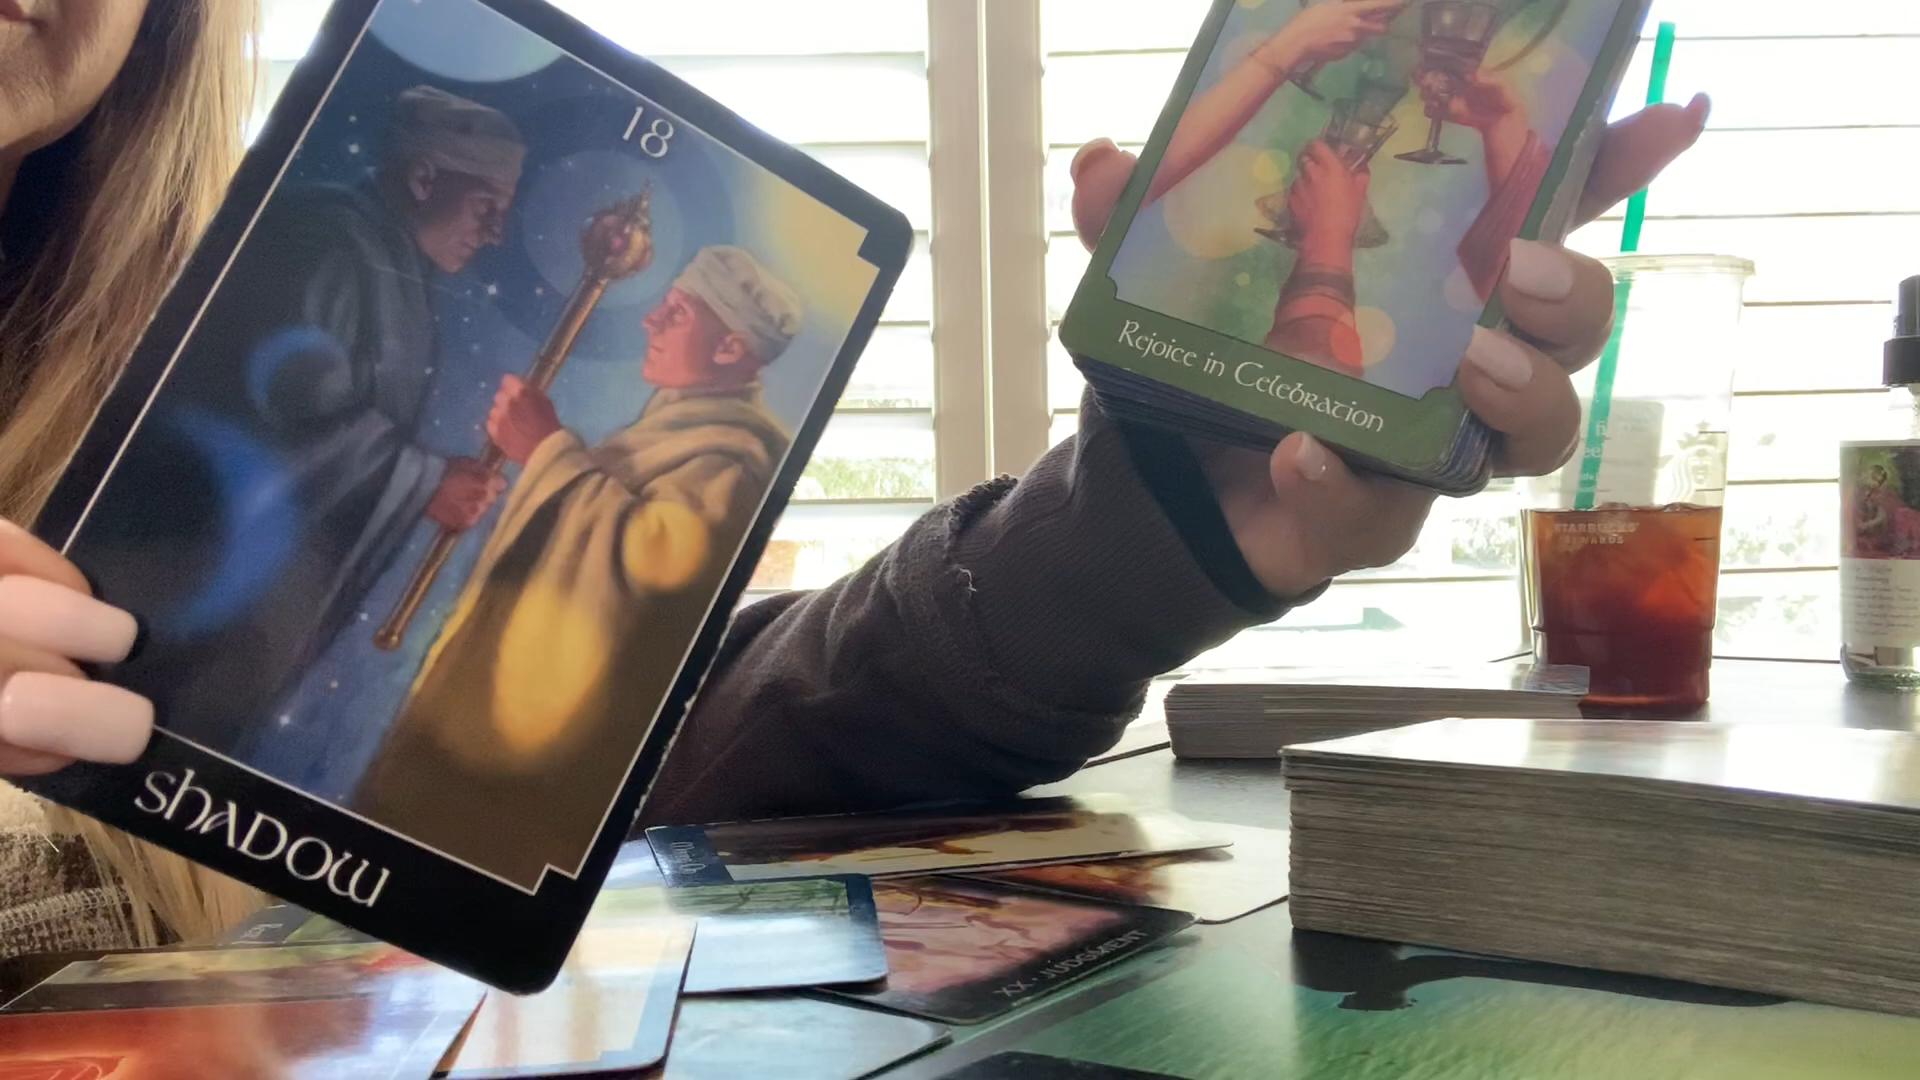 18
shADOW
Rejoice in Celebration
STARBUCKS
REWARDS
XX · JUDGMENT